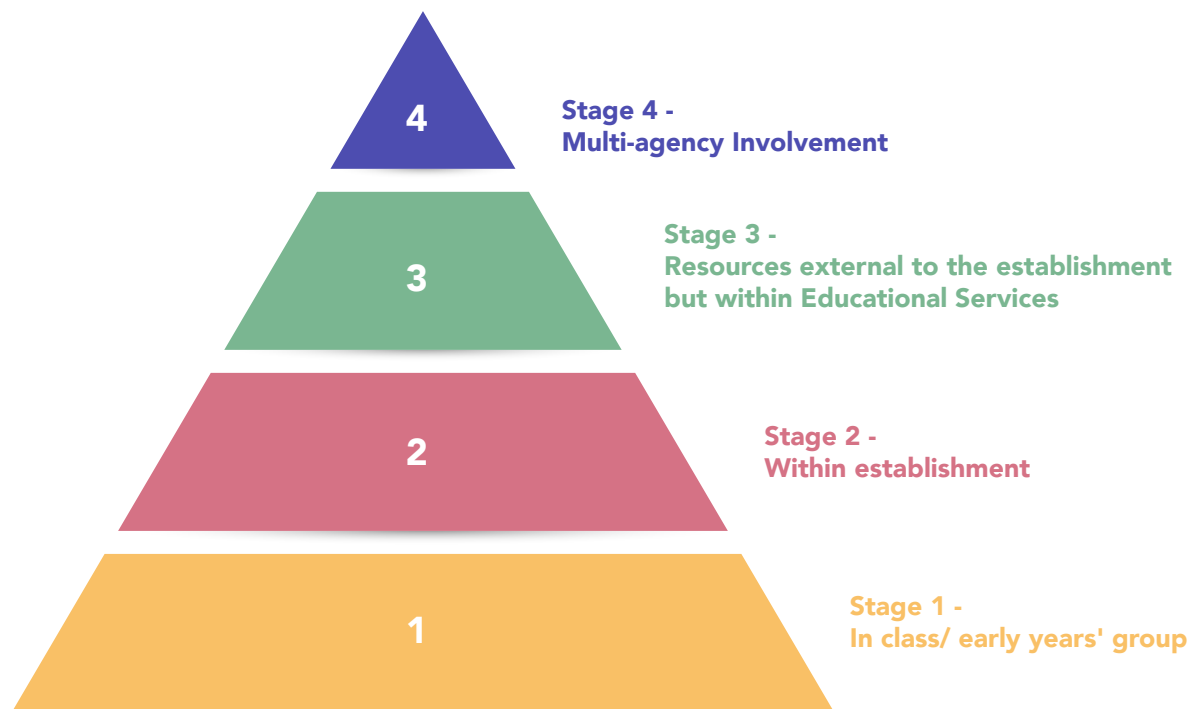 4
Stage 4 -
Multi-agency Involvement
3
Stage 3 -
Resources external to the establishment
but within Educational Services
2
Stage 2 -
Within establishment
1
Stage 1 -
In class/ early years' group